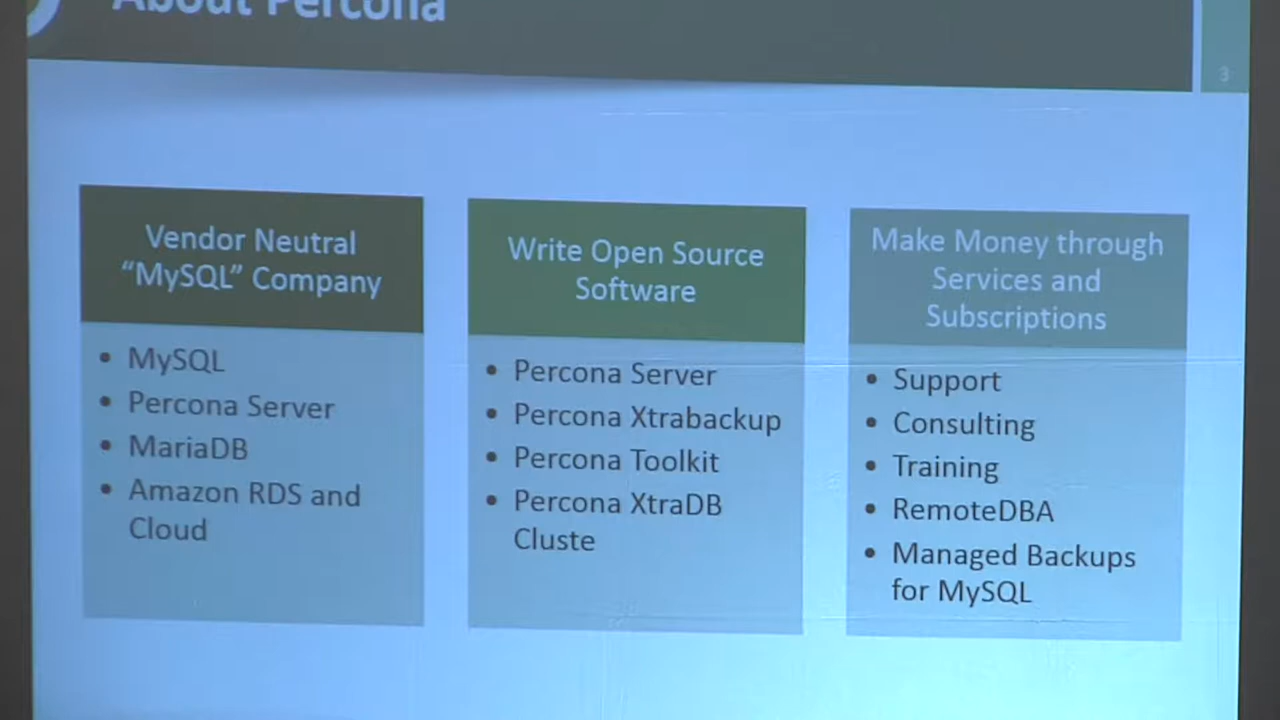 About Percona
3
Vendor Neutral
“MySQL” Company
• MySQL
• Percona Server
• MariaDB
• Amazon RDS and
Cloud
Write Open Source
Software
• Percona Server
• Percona Xtrabackup
• Percona Toolkit
• Percona XtraDB
Cluste
Make Money through
Services and
Subscriptions
• Support
• Consulting
• Training
• RemoteDBA
• Managed Backups
for MySQL